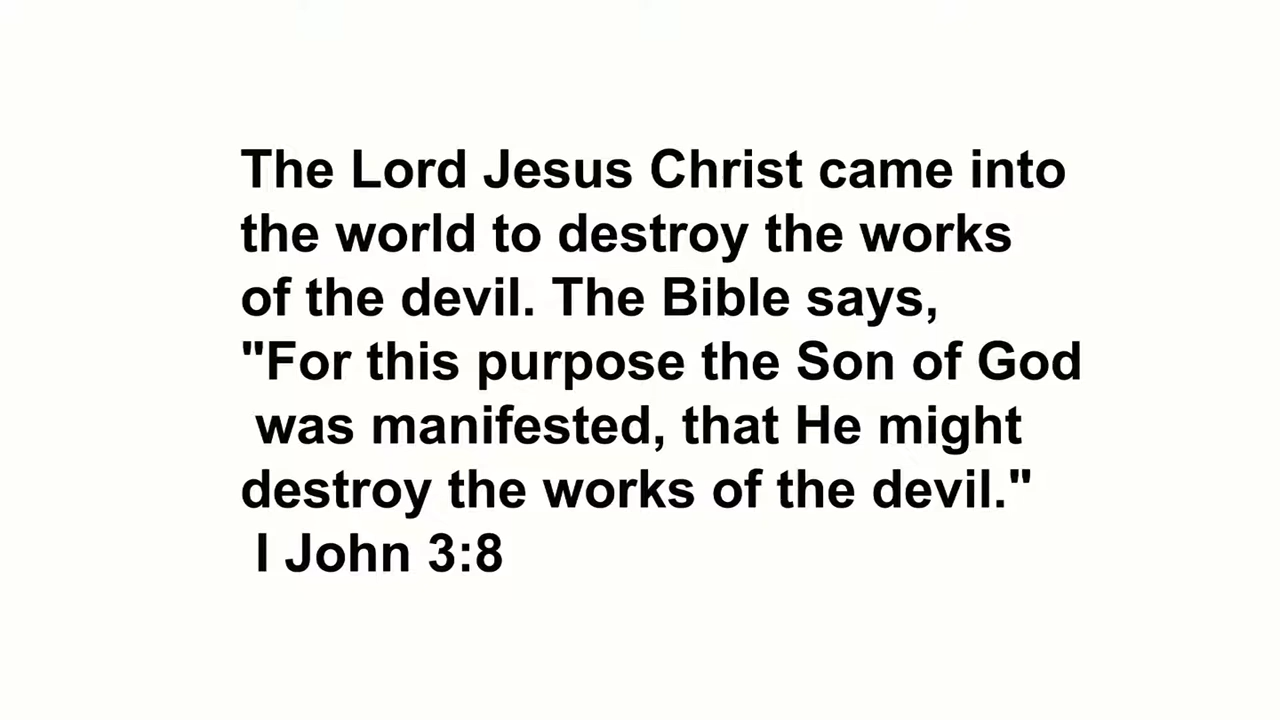 The Lord Jesus Christ came into
the world to destroy the works
of the devil. The Bible says,
"For this purpose the Son of God
was manifested, that He might
destroy the works of the devil."
I John 3:8